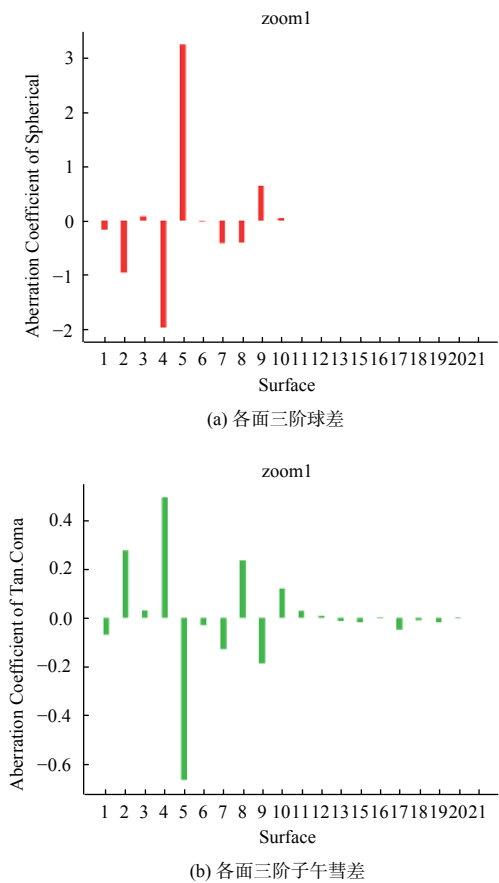 zoom1
Aberration Coefficient of Spherical
3
2
1
0
−1
−2
1 2 3 4 5 6 7 8 9 10 11 12 13 14 15 16 17 18 19 20 21
Surface
(a) 各面三阶球差
zoom1
Aberration Coefficient of Tan.Coma
0.4
0.2
0.0
−0.2
−0.4
−0.6
1 2 3 4 5 6 7 8 9 10 11 12 13 14 15 16 17 18 19 20 21
Surface
(b) 各面三阶子午彗差